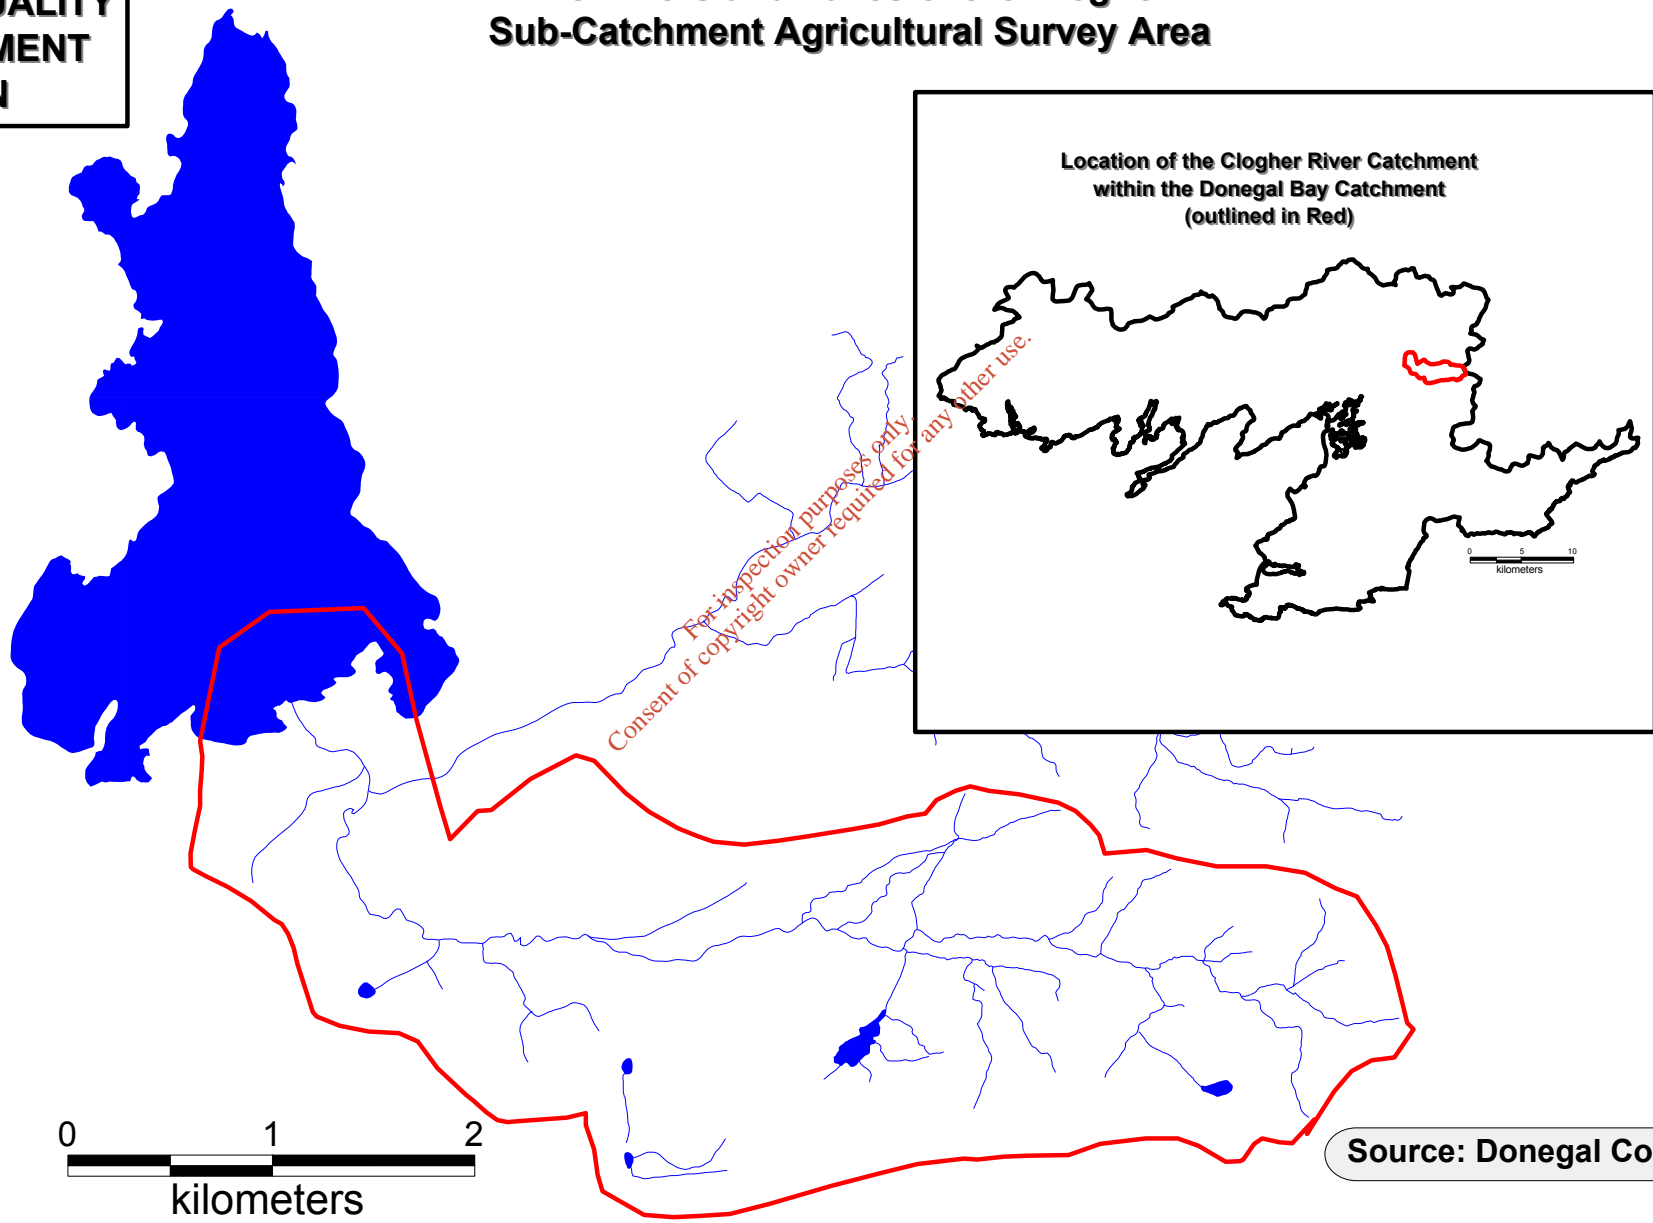 MENT
Sub-Catchment Agricultural Survey Area
Location of the Clogher River Catchment
within the Donegal Bay Catchment
(outlined in Red)
0 5 10
kilometers
For inspection purposes only.
Consent of copyright owner required for any other use.
0 1 2
kilometers
Source: Donegal Co